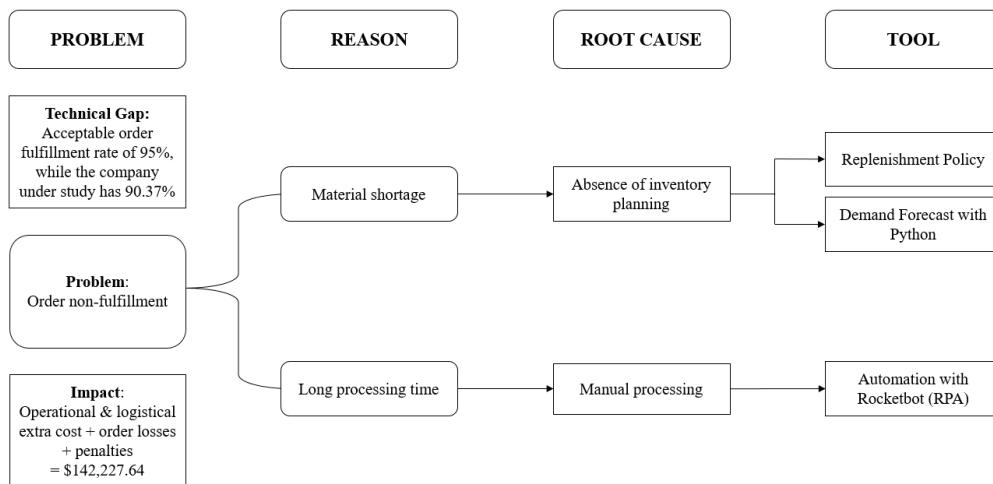 PROBLEM
REASON
ROOT CAUSE
TOOL
Technical Gap:
Acceptable order
fulfillment rate of 95%,
while the company
under study has 90.37%
Problem:
Order non-fulfillment
Impact:
Operational & logistical
extra cost + order losses
+ penalties
= $142,227.64
Material shortage
Absence of inventory
planning
Replenishment Policy
Demand Forecast with
Python
Long processing time
Manual processing
Automation with
Rocketbot (RPA)